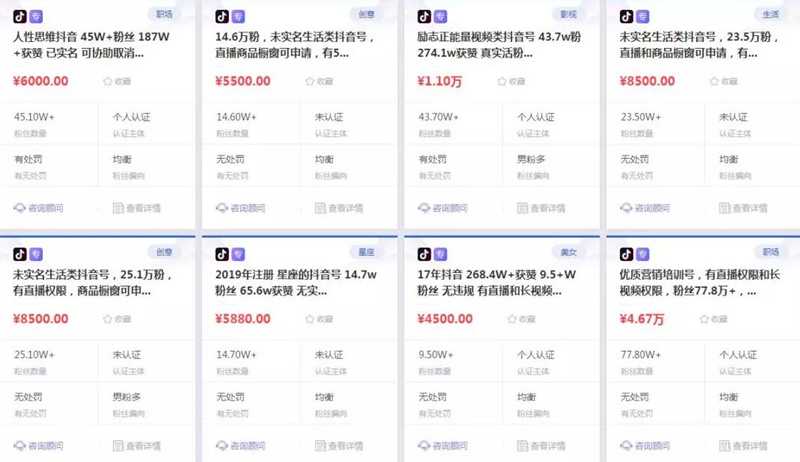 专
职场
人性思维抖音 45W+粉丝 187W
+获赞 已实名 可协助取消...
¥6000.00
收藏
45.10W+
粉丝数量
个人认证
认证主体
有处罚
有无处罚
均衡
粉丝偏向
咨询顾问
查看详情
专
创意
14.6万粉，未实名生活类抖音号，
直播商品橱窗可申请，有5...
¥5500.00
收藏
14.60W+
粉丝数量
未认证
认证主体
无处罚
有无处罚
均衡
粉丝偏向
咨询顾问
查看详情
专
影视
励志正能量视频类抖音号 43.7w粉
274.1w获赞 真实活粉...
¥1.10万
收藏
43.70W+
粉丝数量
个人认证
认证主体
有处罚
有无处罚
男粉多
粉丝偏向
咨询顾问
查看详情
专
生活
未实名生活类抖音号，23.5万粉，
直播和商品橱窗可申请，有...
¥8500.00
收藏
23.50W+
粉丝数量
未认证
认证主体
无处罚
有无处罚
均衡
粉丝偏向
咨询顾问
查看详情
专
创意
未实名生活类抖音号，25.1万粉，
有直播权限，商品橱窗可申...
¥8500.00
收藏
25.10W+
粉丝数量
未认证
认证主体
无处罚
有无处罚
男粉多
粉丝偏向
咨询顾问
查看详情
专
星座
2019年注册 星座的抖音号 14.7w
粉丝 65.6w获赞 无实...
¥5880.00
收藏
14.70W+
粉丝数量
未认证
认证主体
无处罚
有无处罚
均衡
粉丝偏向
咨询顾问
查看详情
专
美女
17年抖音 268.4W+获赞 9.5+W
粉丝 无违规 有直播和长视频...
¥4500.00
收藏
9.50W+
粉丝数量
个人认证
认证主体
无处罚
有无处罚
均衡
粉丝偏向
咨询顾问
查看详情
专
职场
优质营销培训号，有直播权限和长
视频权限，粉丝77.8万+，...
¥4.67万
收藏
77.80W+
粉丝数量
个人认证
认证主体
无处罚
有无处罚
均衡
粉丝偏向
咨询顾问
查看详情